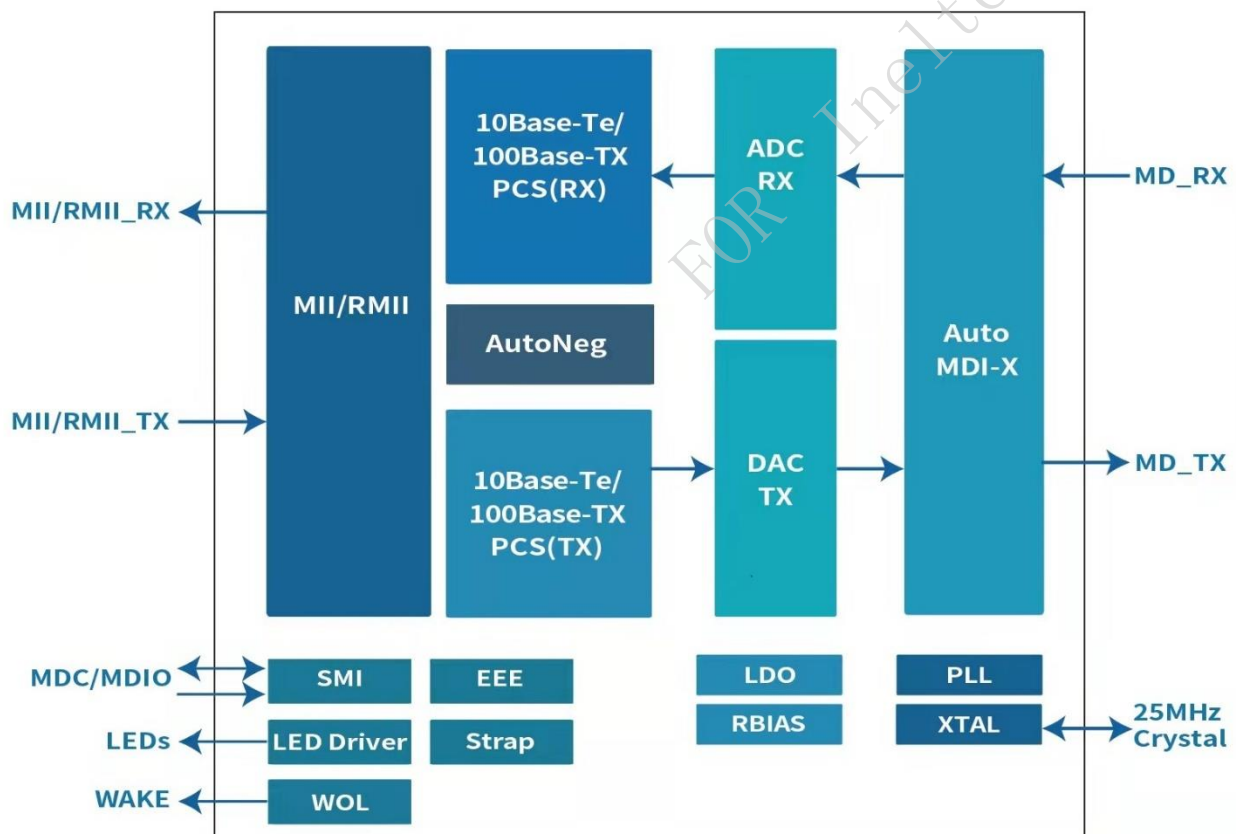 FOR Inelto
10Base-Te/
100Base-TX
PCS(RX)
ADC
RX
MD_RX
MII/RMII_RX
MII/RMII
AutoNeg
Auto
MDI-X
MII/RMII_TX
10Base-Te/
100Base-TX
PCS(TX)
DAC
TX
MD_TX
MDC/MDIO
SMI
EEE
LDO
PLL
LEDs
LED Driver
Strap
RBIAS
XTAL
25MHz
Crystal
WAKE
WOL